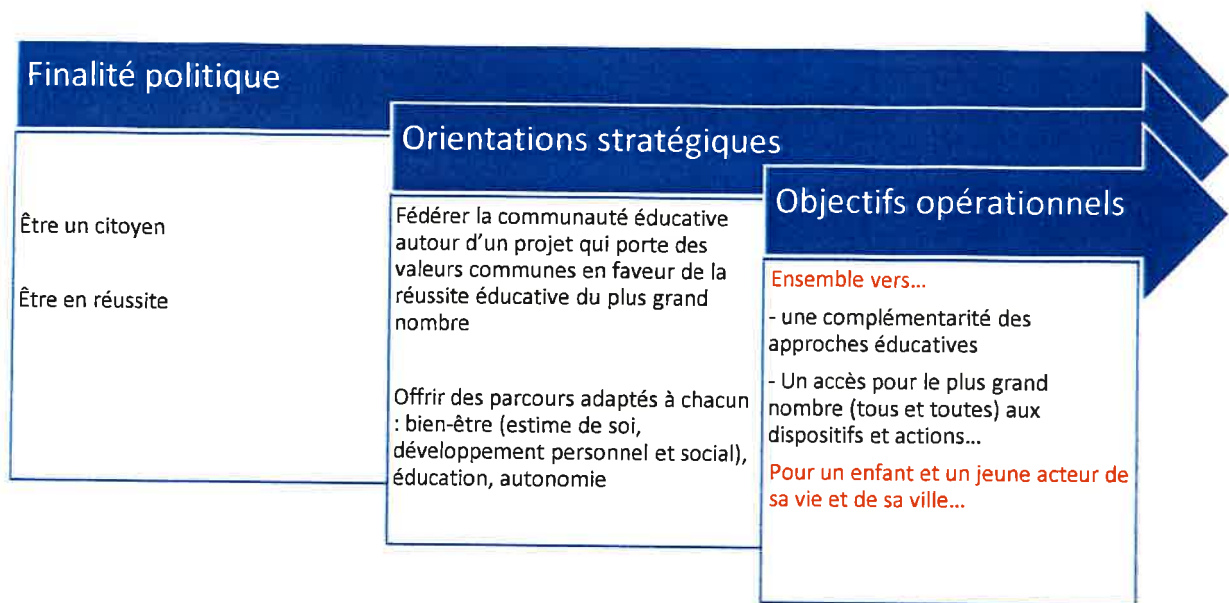 Finalité politique
Être un citoyen
Être en réussite
Orientations stratégiques
Fédérer la communauté éducative
autour d'un projet qui porte des
valeurs communes en faveur de la
réussite éducative du plus grand
nombre
Offrir des parcours adaptés à chacun
: bien-être (estime de soi,
développement personnel et social),
éducation, autonomie
Objectifs opérationnels
Ensemble vers...
- une complémentarité des
approches éducatives
- Un accès pour le plus grand
nombre (tous et toutes) aux
dispositifs et actions...
Pour un enfant et un jeune acteur de
sa vie et de sa ville...